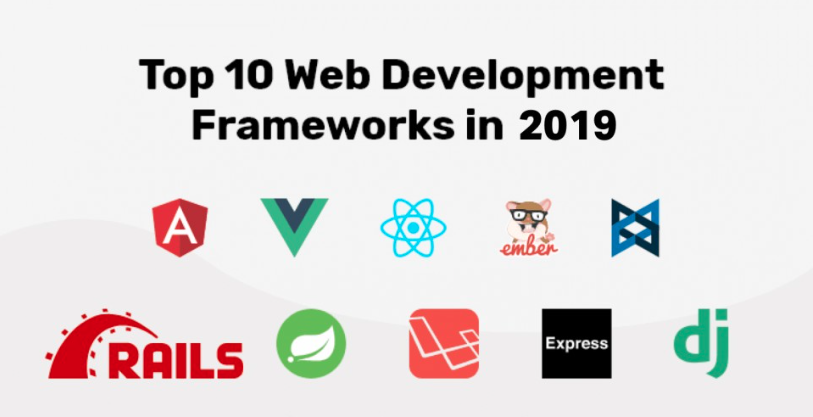 Top 10 Web Development
Frameworks in 2019
A
ember
RAILS
Express
dj